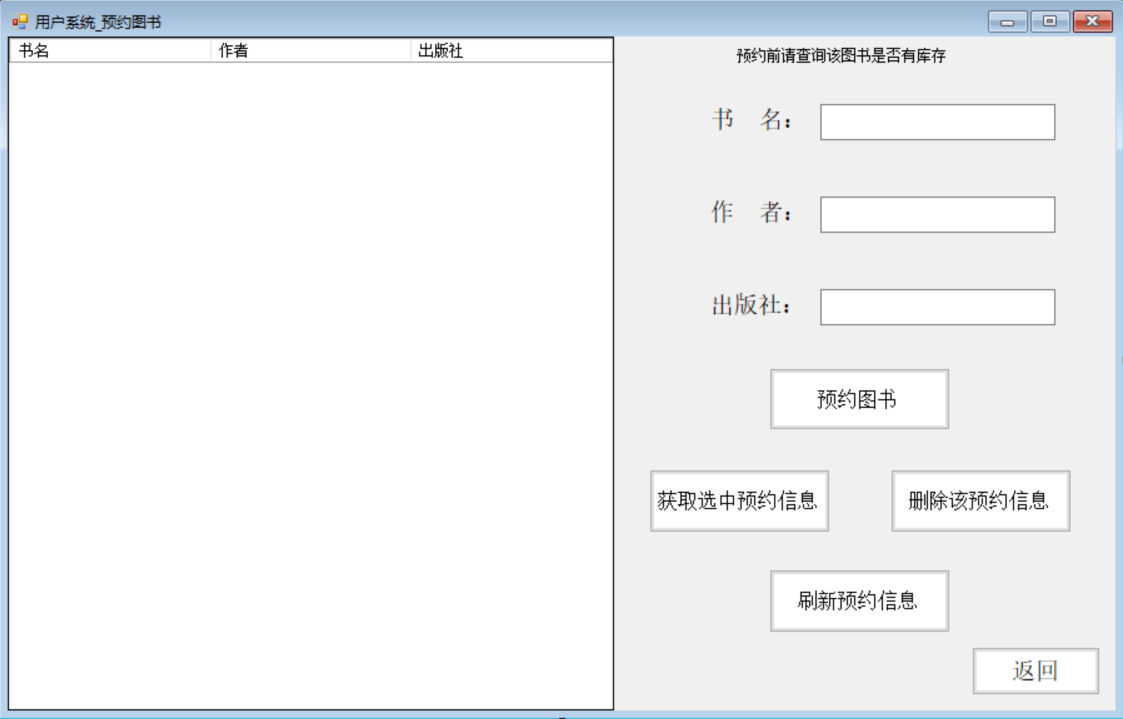 用户系统_预约图书
书名 作者 出版社
预约前请查询该图书是否有库存
书 名：
作 者：
出版社：
预约图书
获取选中预约信息 删除该预约信息
刷新预约信息
返回